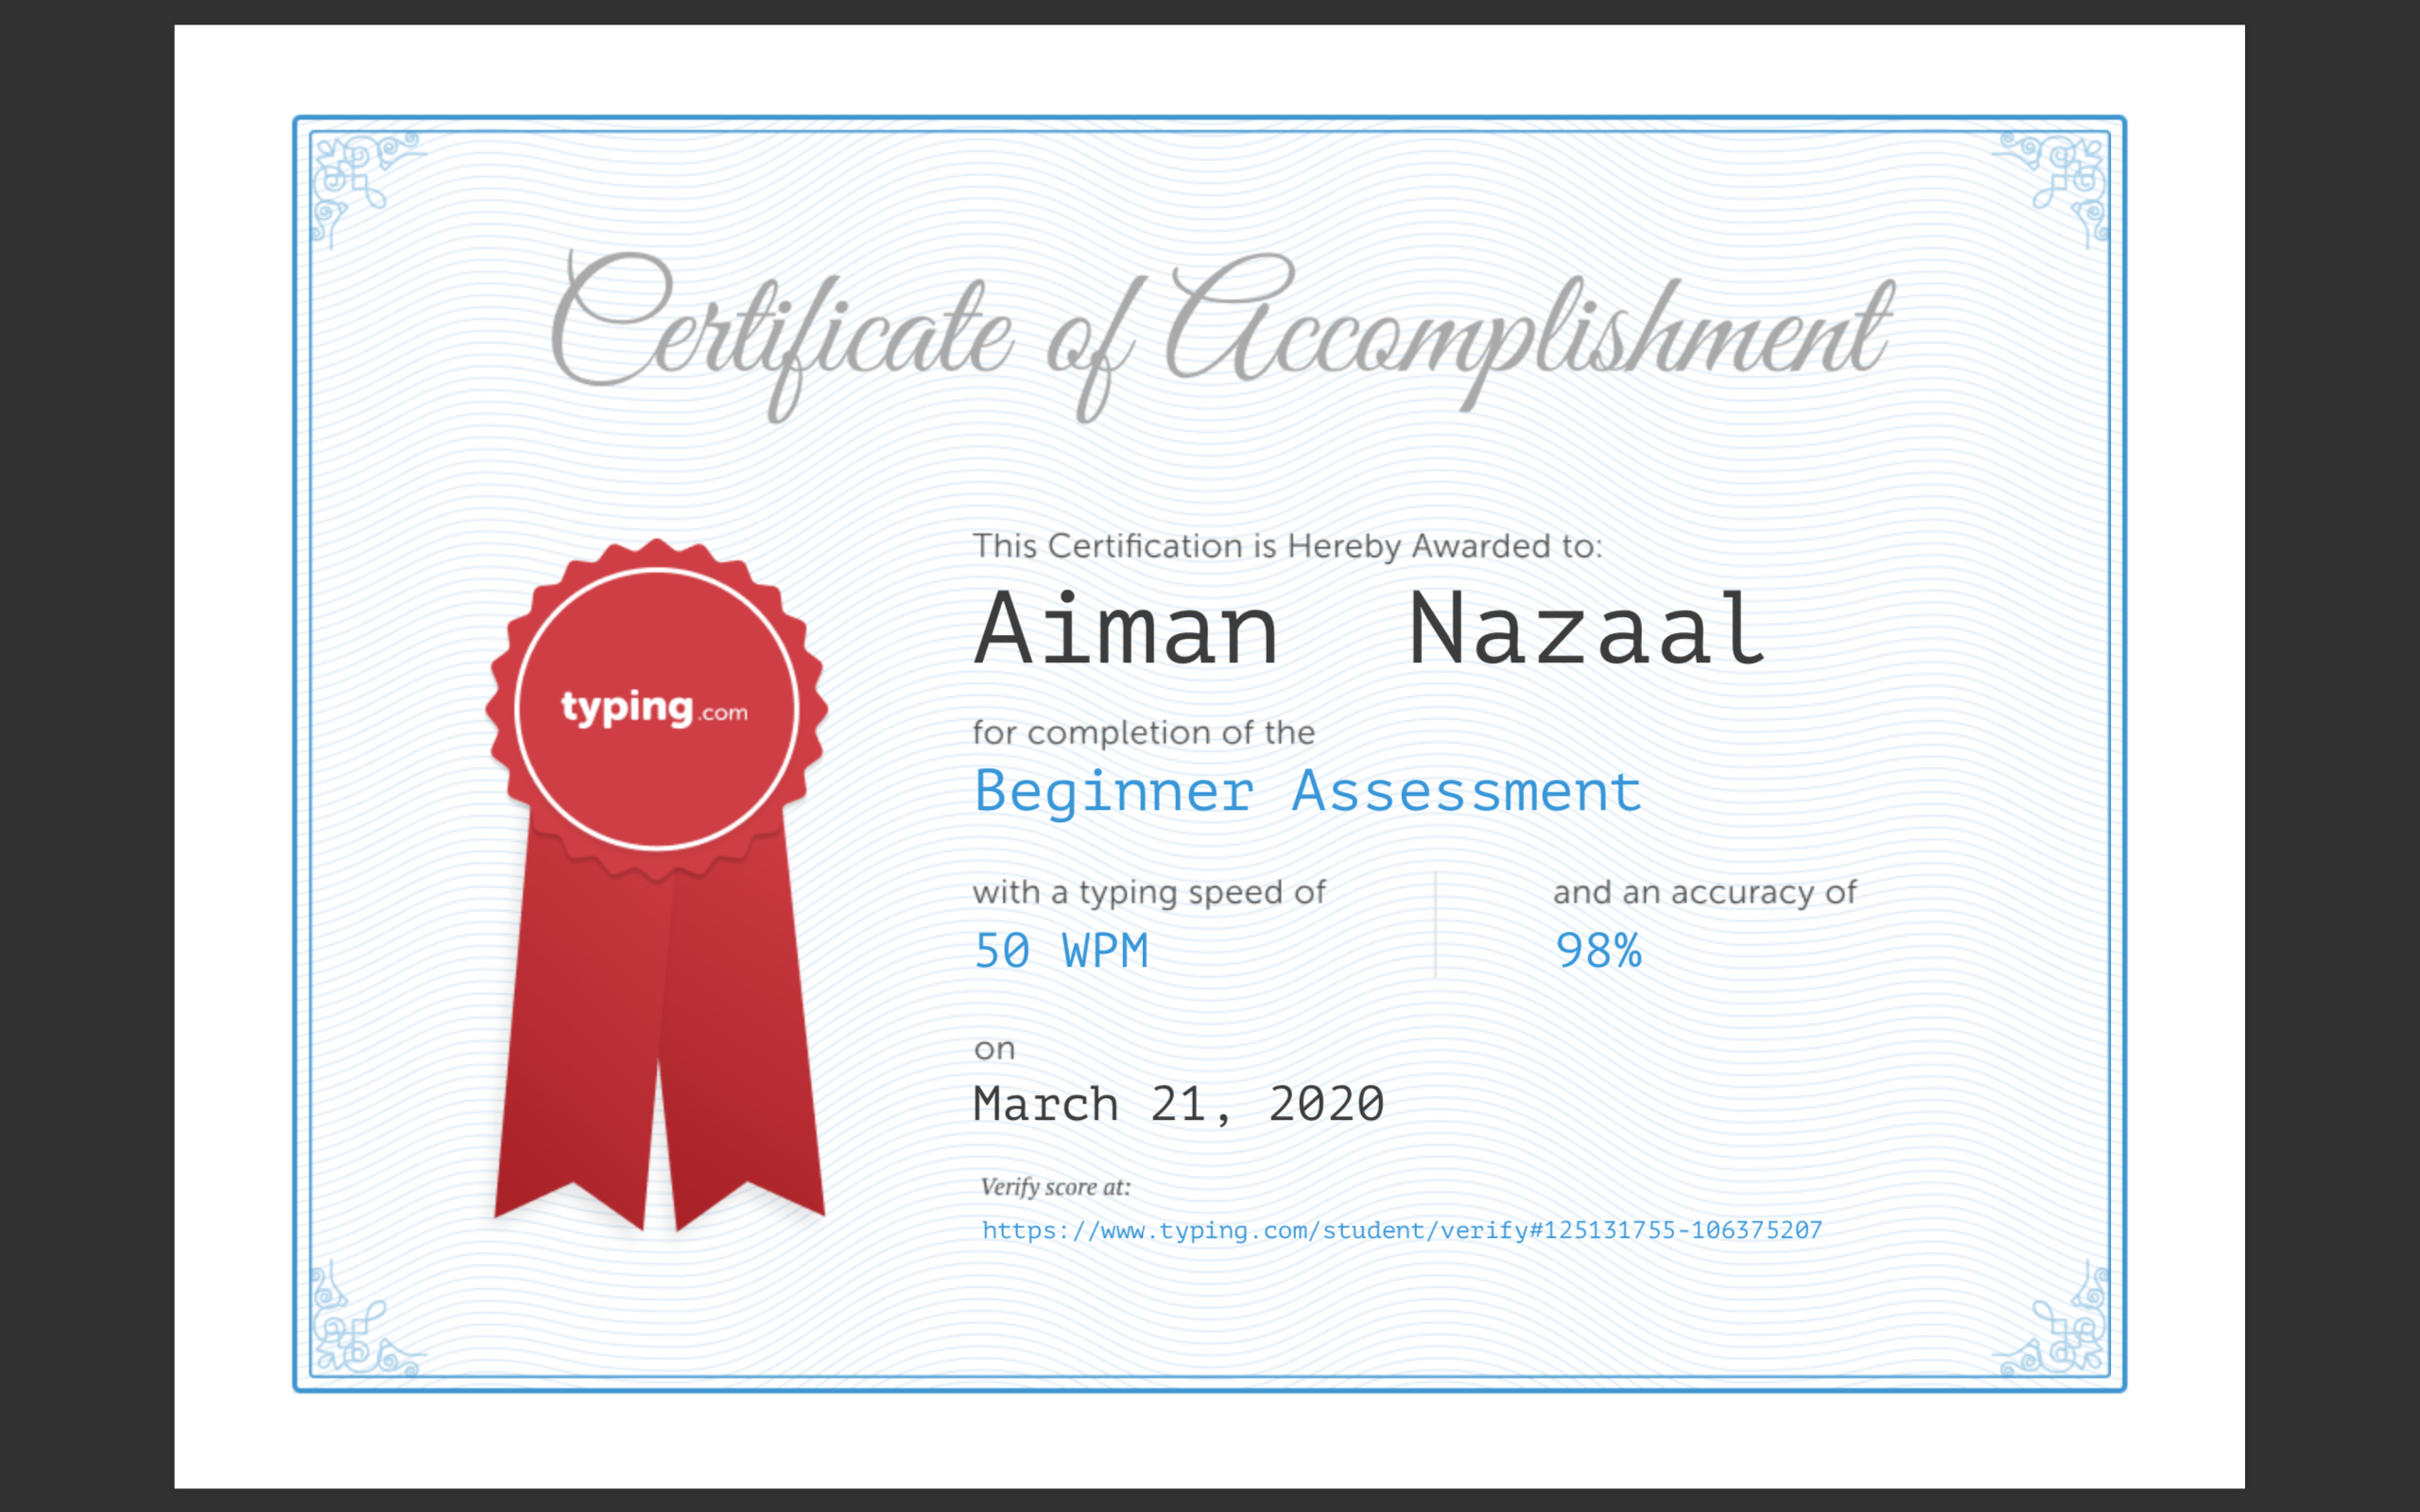 Certificate of Accomplishment
This Certification is Hereby Awarded to:
Aiman Nazaal
typing.com
for completion of the
Beginner Assessment
with a typing speed of
50 WPM
and an accuracy of
98%
on
March 21, 2020
Verify score at:
https://www.typing.com/student/verify#125131755-106375207